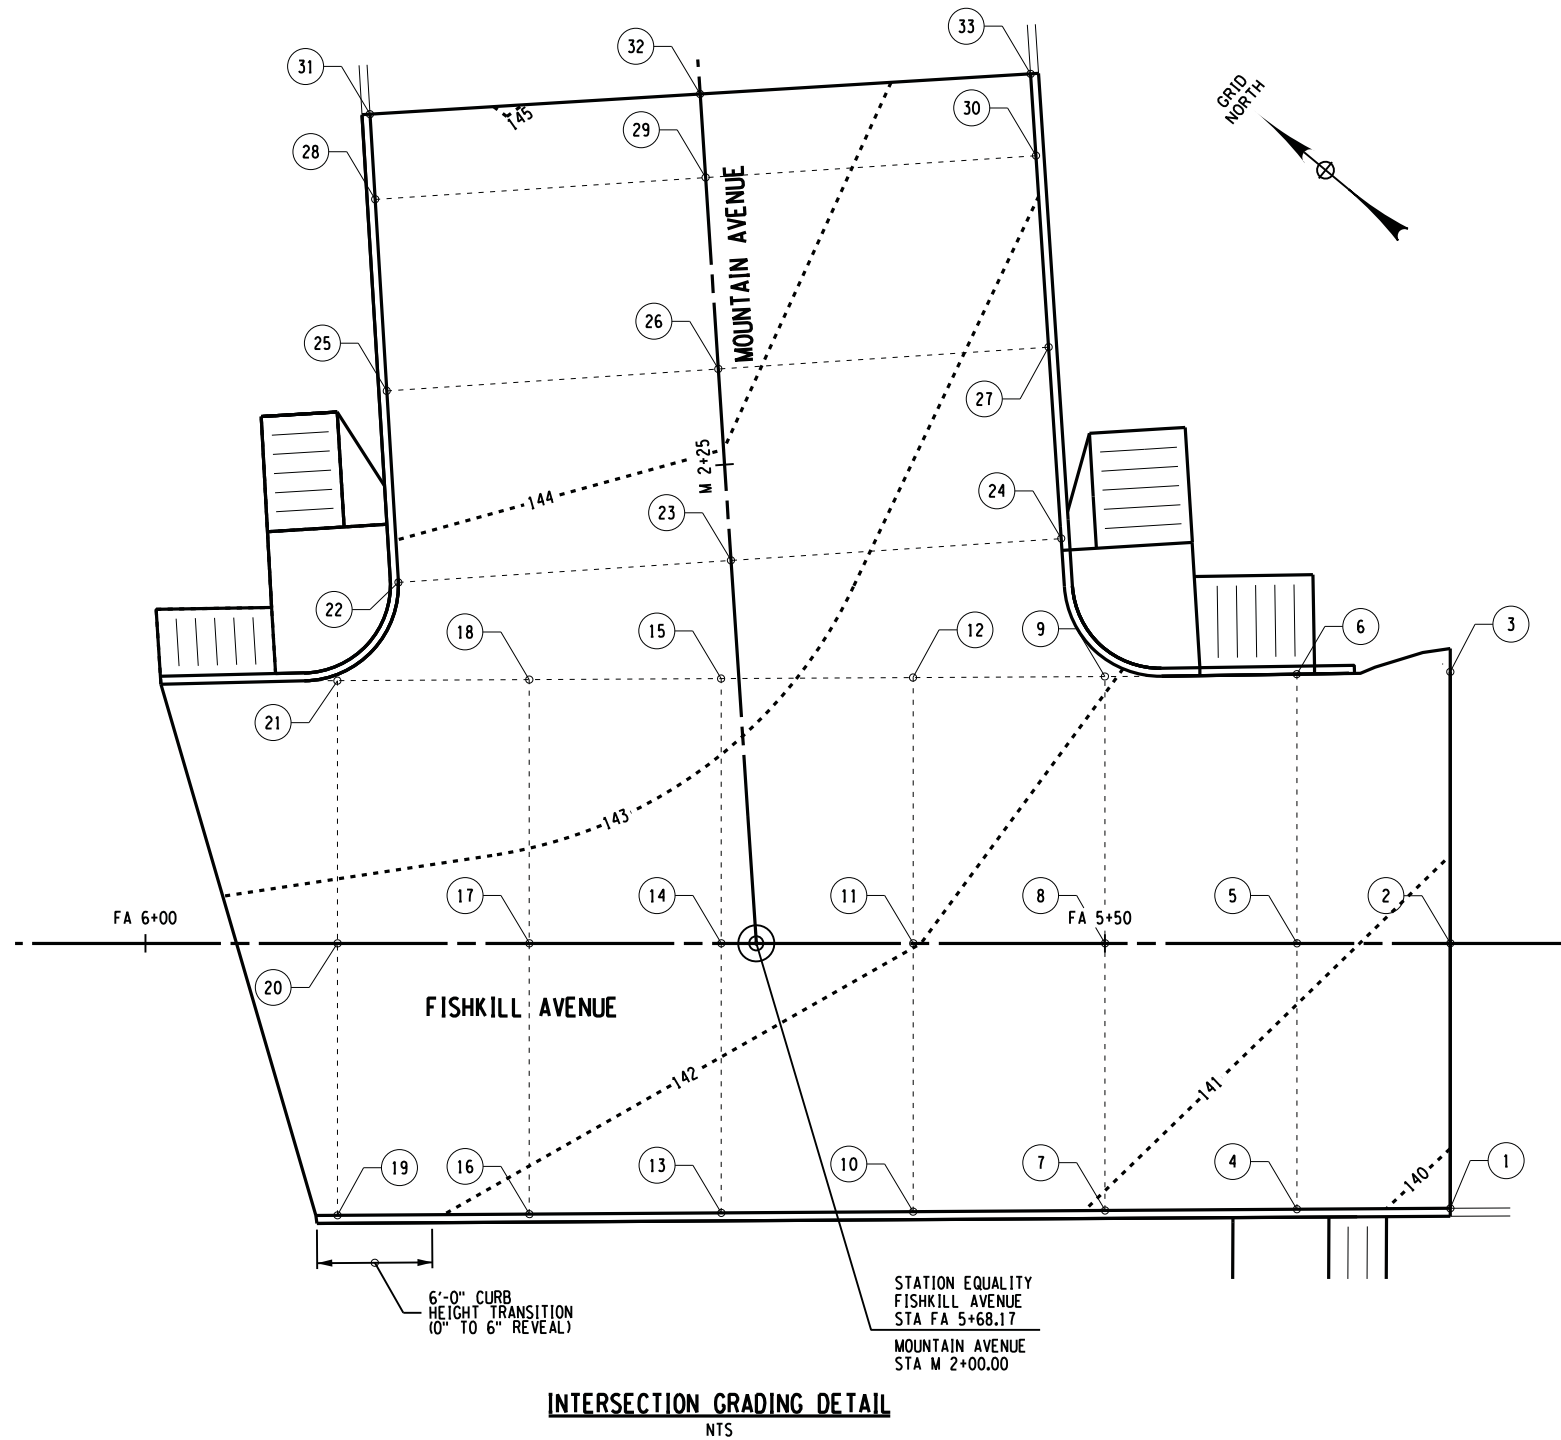 33
32
31
GRID
NORTH
30
145
29
28
MOUNTAIN AVENUE
26
25
27
M 2+25
144
24
23
22
18
15
12
9
6
3
21
143
FA 6+00
17
14
11
8
FA 5+50
5
2
20
FISHKILL AVENUE
142
141
19
16
13
10
7
4
140
1
6'-0" CURB
HEIGHT TRANSITION
(0" TO 6" REVEAL)
STATION EQUALITY
FISHKILL AVENUE
STA FA 5+68.17
MOUNTAIN AVENUE
STA M 2+00.00
INTERSECTION GRADING DETAIL
NTS